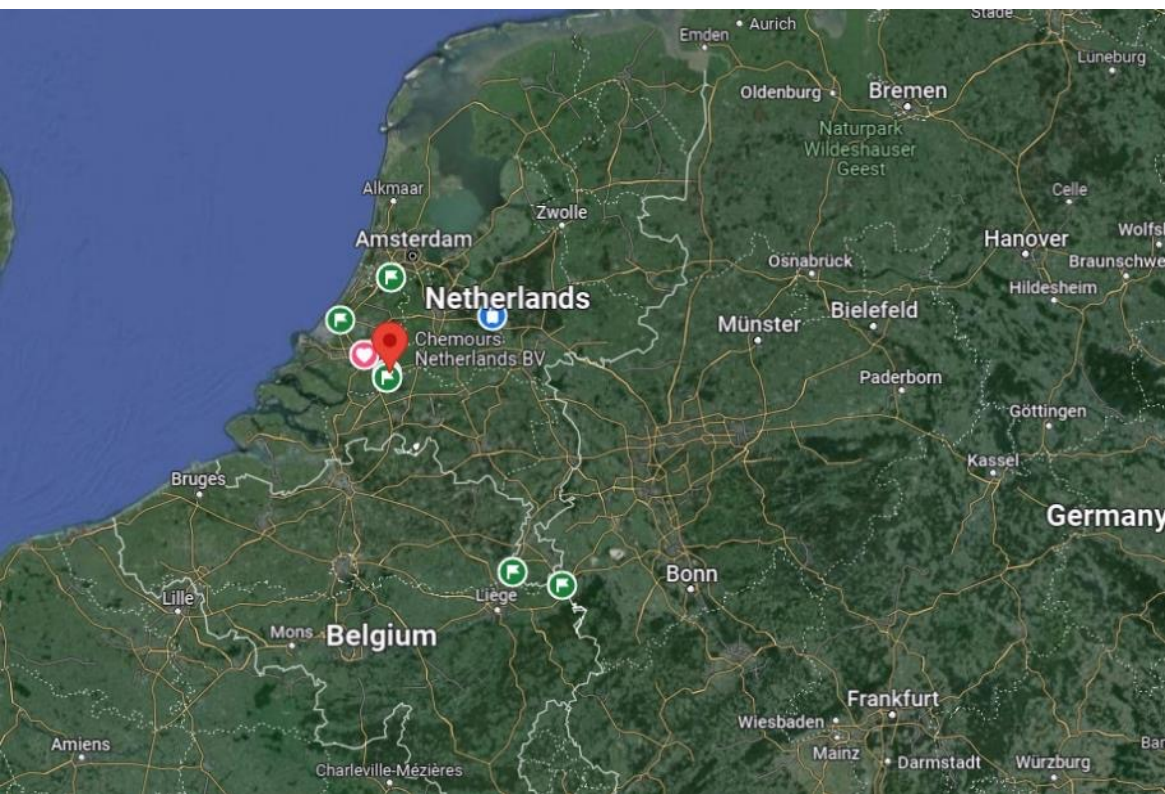 Stade
Aurich
Emden
Lüneburg
Oldenburg
Bremen
Naturpark
Wildeshauser
Geest
Alkmaar
Celle
Zwolle
Amsterdam
Hanover
Wolfsl
Osnabrück
Braunschwe
Hildesheim
Netherlands
Bielefeld
Münster
Chemours
Netherlands BV
Paderborn
Göttingen
Kassel
Bruges
Germany
Bonn
Liège
Lille
Mons
Belgium
Frankfurt
Wiesbaden
Amiens
Mainz
Darmstadt
Würzburg
Bar
Charleville-Mézières